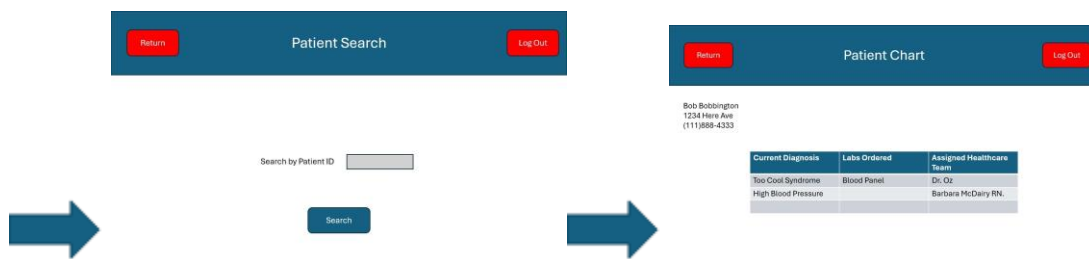 Return
Patient Search
Log Out
Search by Patient ID
Search
Return
Patient Chart
Log Out
Bob Bobbington
1234 Here Ave
(111)888-4333
Current Diagnosis Labs Ordered Assigned Healthcare
Team
Too Cool Syndrome Blood Panel Dr. Oz
High Blood Pressure Barbara McDairy RN.